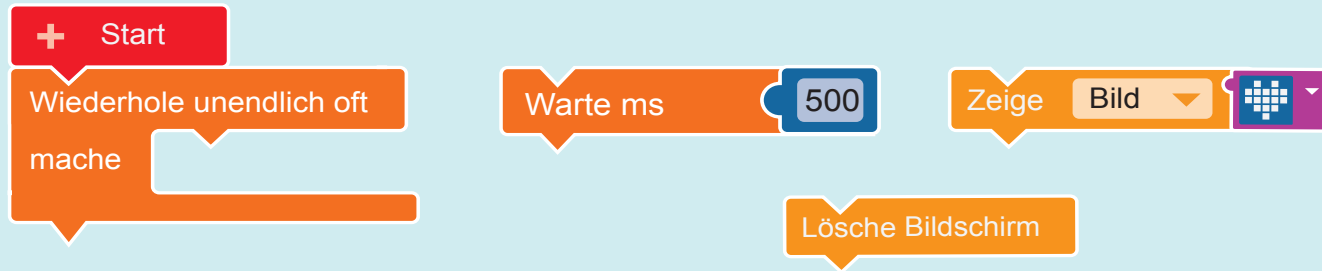 + Start
Wiederhole unendlich oft
mache
Warte ms 500
Zeige Bild
Lösche Bildschirm